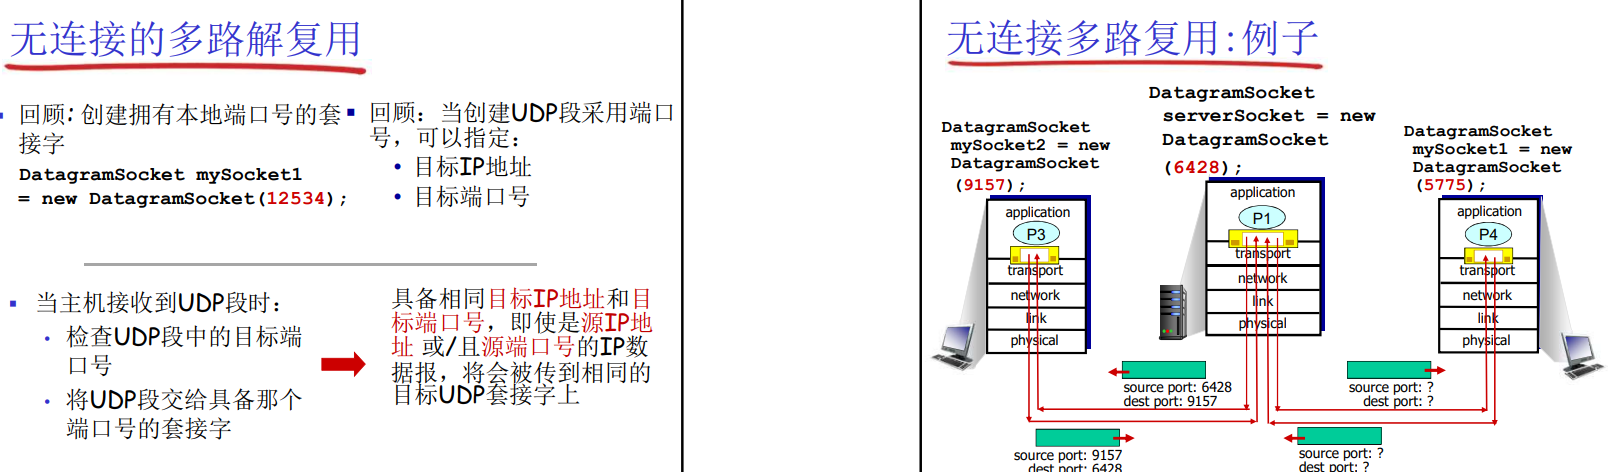 无连接的多路解复用
回顾:创建拥有本地端口号的套
接字
DatagramSocket mySocket1
= new DatagramSocket(12534);
回顾：当创建UDP段采用端口
号，可以指定：
目标IP地址
目标端口号
当主机接收到UDP段时：
检查UDP段中的目标端
口号
将UDP段交给具备那个
端口号的套接字
具备相同目标IP地址和目
标端口号，即使是源IP地
址 或/且源端口号的IP数
据报，将会被传到相同的
目标UDP套接字上
无连接多路复用:例子
DatagramSocket
mySocket2 = new
DatagramSocket
(9157);
DatagramSocket
serverSocket = new
DatagramSocket
(6428);
DatagramSocket
mySocket1 = new
DatagramSocket
(5775);
application
P3
transport
network
link
physical
application
P1
transport
network
link
physical
application
P4
transport
network
link
physical
source port: 6428
dest port: 9157
source port: ?
dest port: ?
source port: 9157
dest port: 6428
source port: ?
dest port: ?